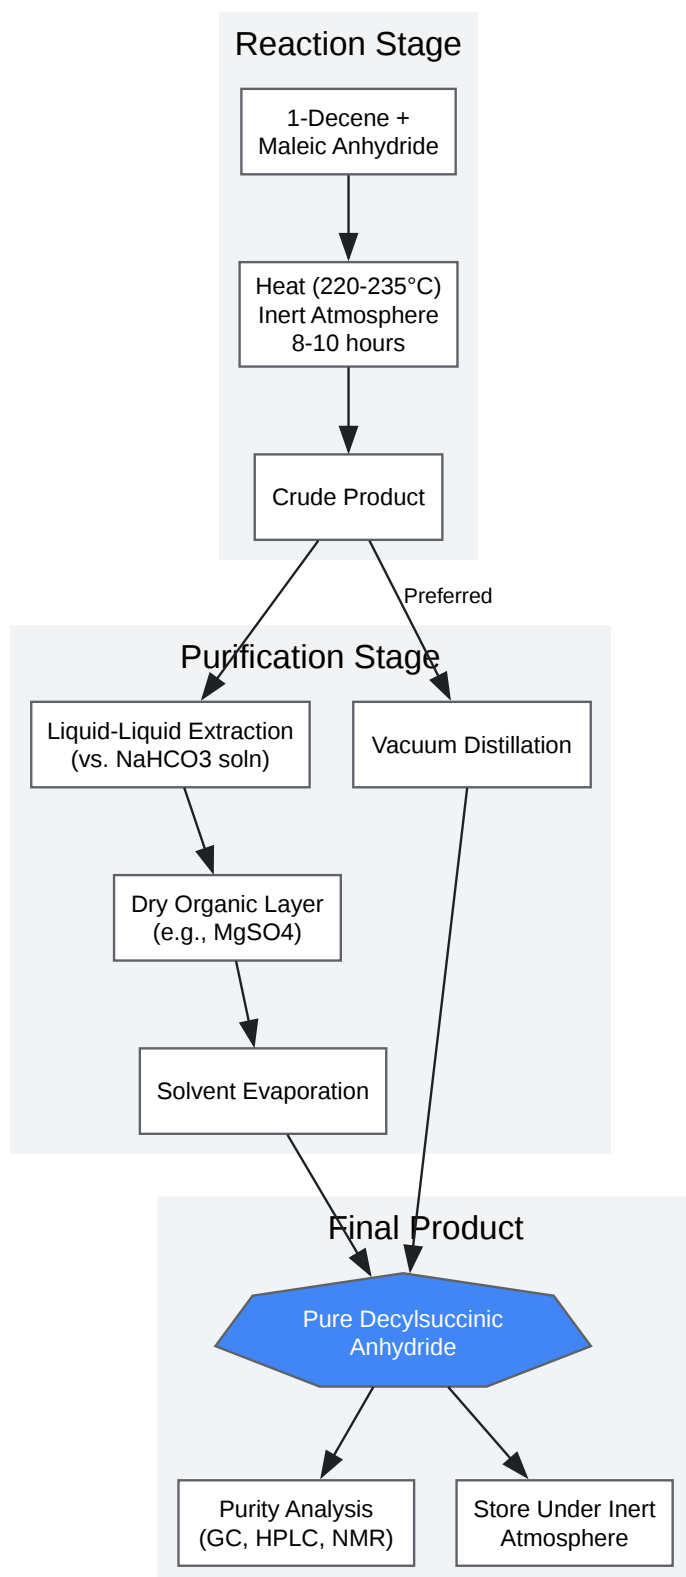 Reaction Stage
1-Decene +
Maleic Anhydride
Heat (220-235°C)
Inert Atmosphere
8-10 hours
Crude Product
Preferred
Purification Stage
Liquid-Liquid Extraction
(vs. NaHCO3 soln)
Vacuum Distillation
Dry Organic Layer
(e.g., MgSO4)
Solvent Evaporation
Final Product
Pure Decylsuccinic
Anhydride
Purity Analysis
(GC, HPLC, NMR)
Store Under Inert
Atmosphere